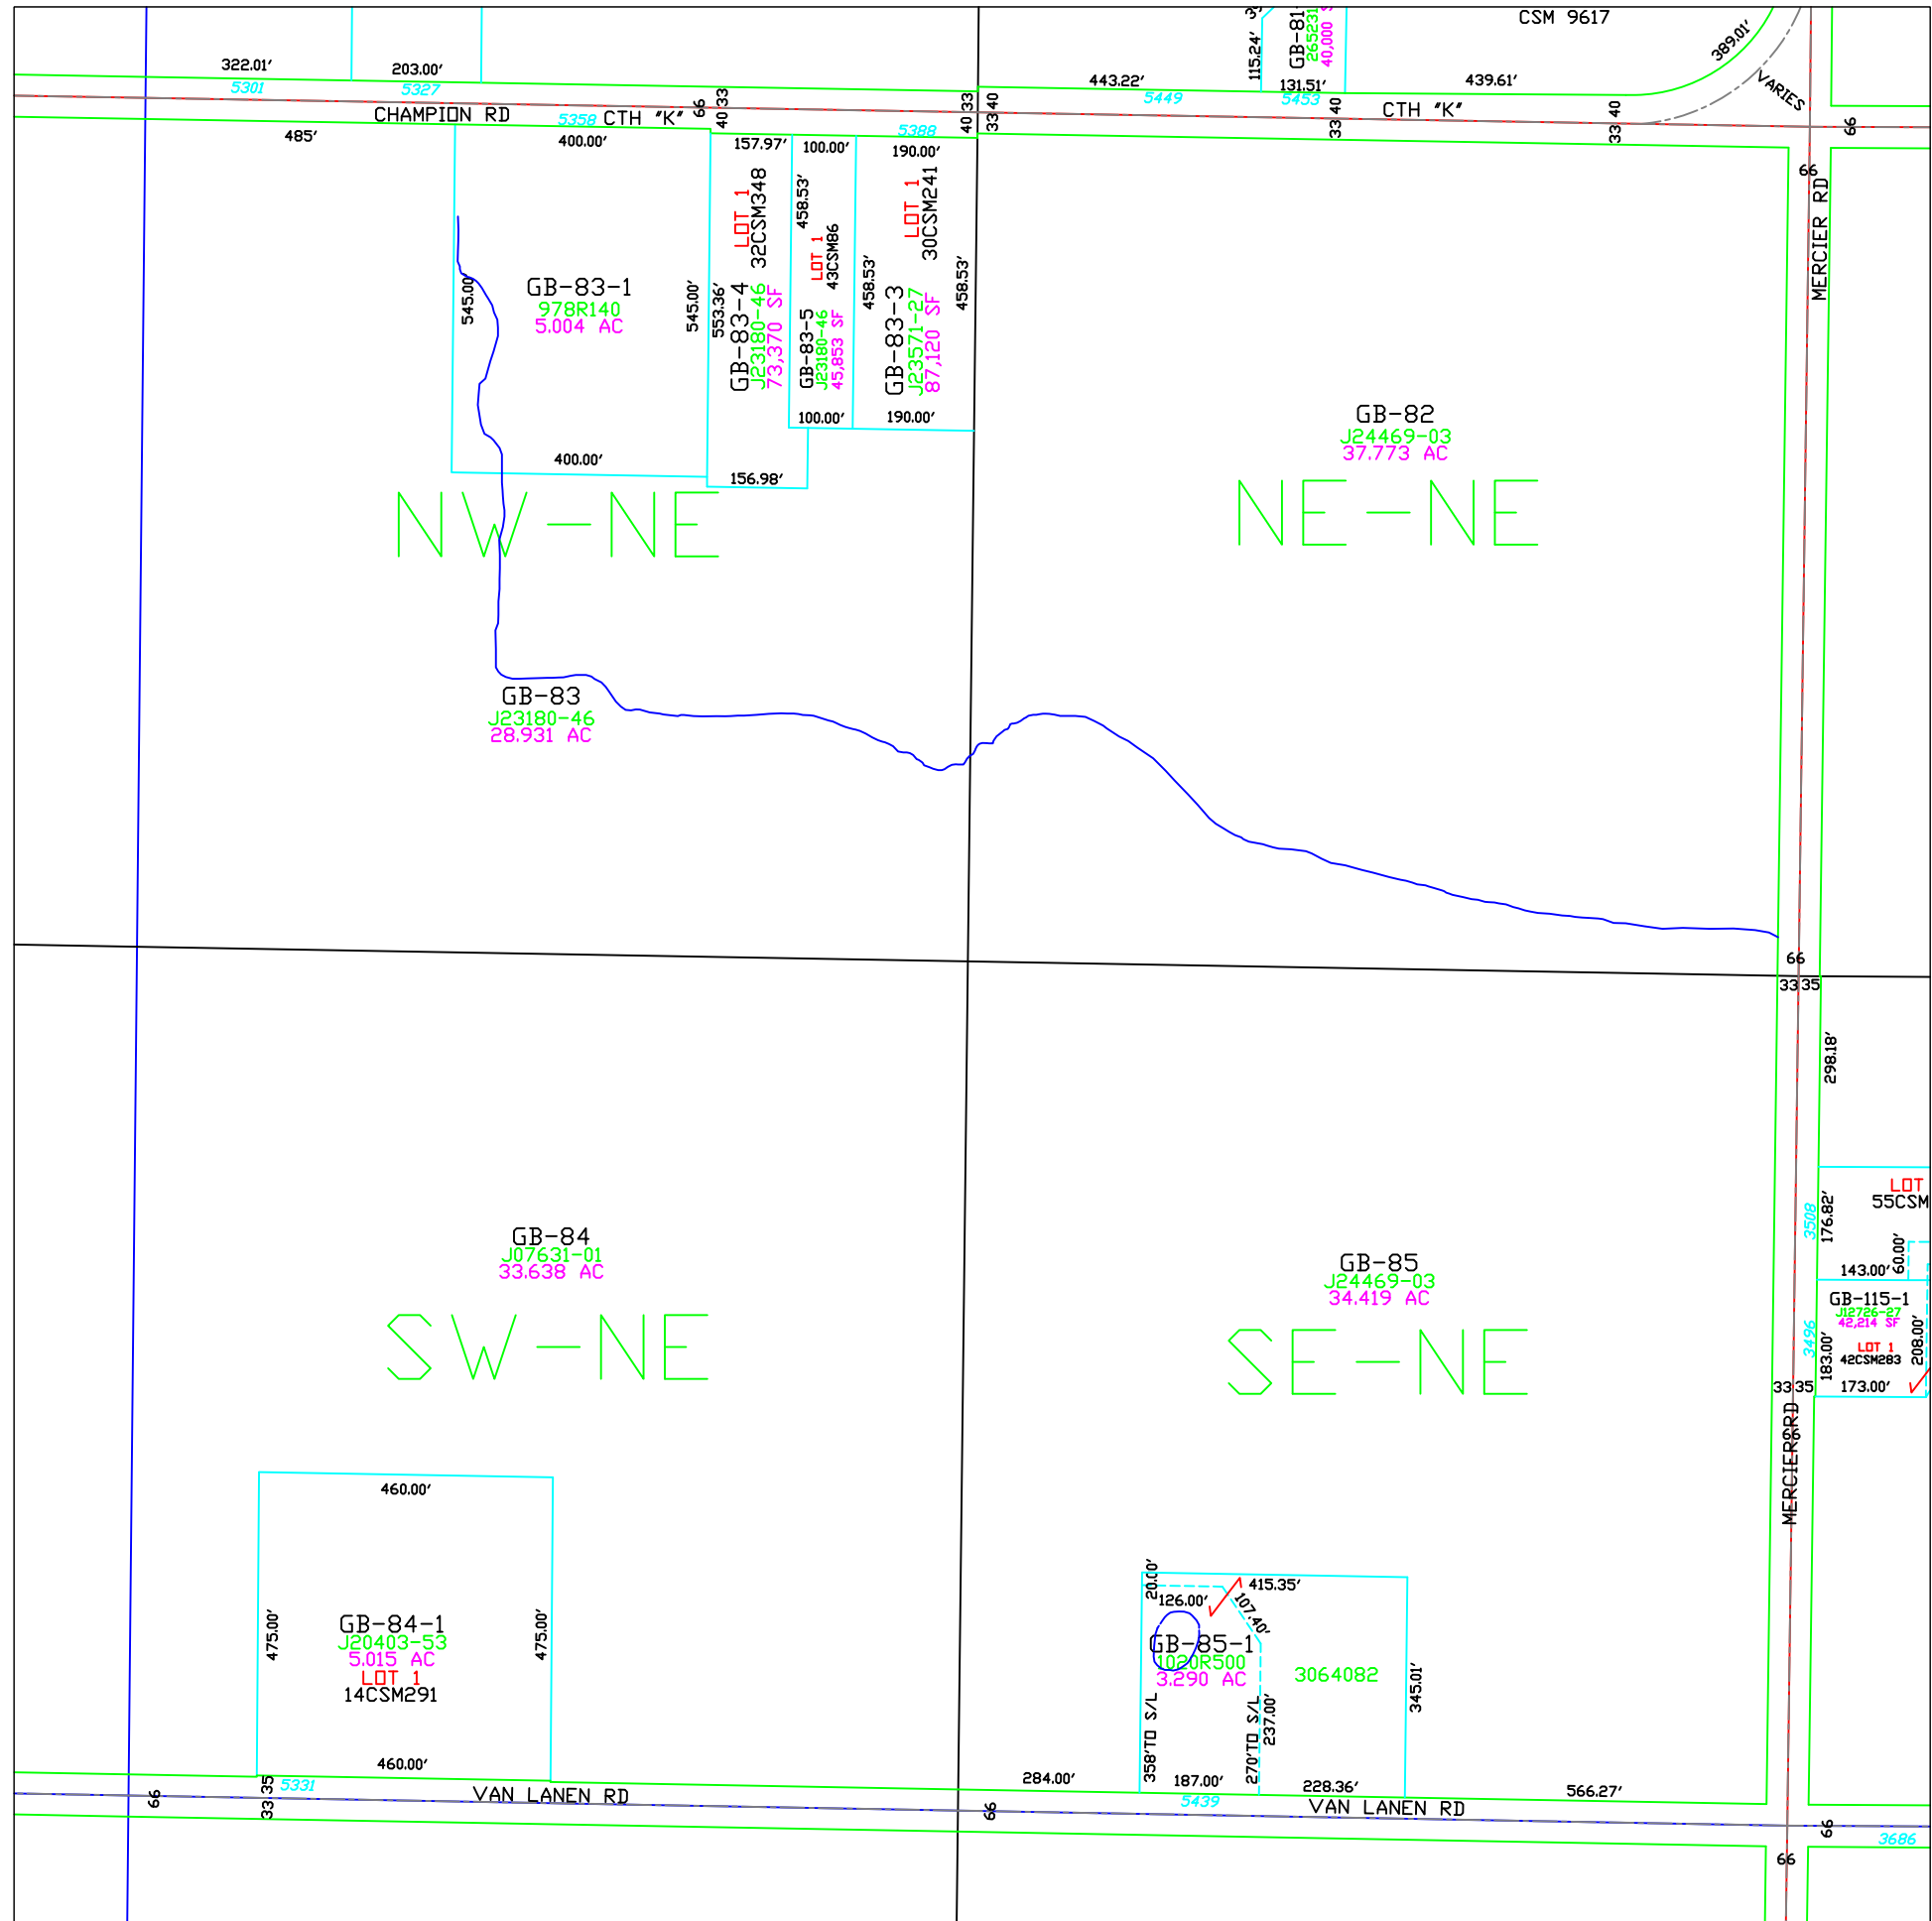 CSM 9617
389.01'
VARIES
115.24'
GB-81-
265231
40,000 S
322.01'
203.00'
443.22'
131.51'
439.61'
5301
5327
5449
5453
CHAMPION RD
5358
CTH "K"
66
40 33
5388
40 33
33 40
33 40
CTH "K"
33 40
66
485'
400.00'
157.97'
100.00'
190.00'
66
MERCIER RD
545.00
GB-83-1
978R140
5.004 AC
545.00'
553.36'
LOT 1
32CSM348
GB-83-4
J23180-46
73,370 SF
458.53'
LOT 1
43CSM86
GB-83-5
J23180-46
45,853 SF
458.53'
LOT 1
30CSM241
GB-83-3
J23571-27
87,120 SF
458.53'
100.00'
190.00'
400.00'
156.98'
GB-82
J24469-03
37.773 AC
NW-NE
NE-NE
GB-83
J23180-46
28.931 AC
66
33 35
298.18'
GB-84
J07631-01
33.638 AC
SW-NE
GB-85
J24469-03
34.419 AC
SE-NE
LOT
55CSM
3508
176.82'
60.00'
143.00'
GB-115-1
J12726-27
42,214 SF
LOT 1
42CSM283
3496
183.00'
208.00'
173.00'
33 35
MERCIER RD
66
460.00'
475.00'
GB-84-1
J20403-53
5.015 AC
LOT 1
14CSM291
475.00'
460.00'
20.00'
126.00'
415.35'
107.40'
GB-85-1
1020R500
3.290 AC
3064082
345.01'
358'TO S/L
270'TO S/L
237.00'
66
33 35
5331
VAN LANEN RD
284.00'
187.00'
228.36'
566.27'
66
5439
VAN LANEN RD
66
3686
66